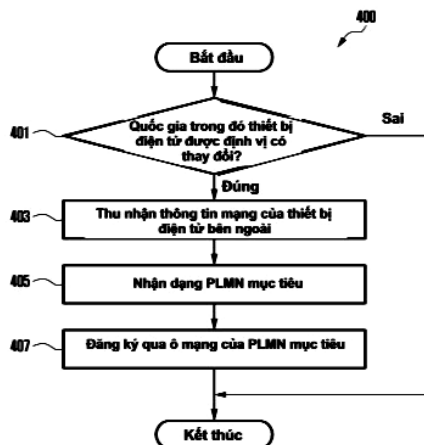 400
Bắt đầu
401
Quốc gia trong đó thiết bị
điện tử được định vị có
thay đổi?
Sai
Đúng
403
Thu nhận thông tin mạng của thiết bị
điện tử bên ngoài
405
Nhận dạng PLMN mục tiêu
407
Đăng ký qua ô mạng của PLMN mục tiêu
Kết thúc